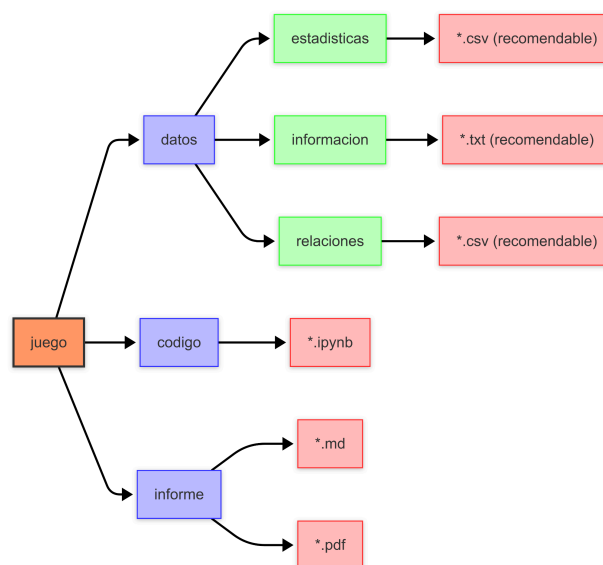 estadisticas
*.csv (recomendable)
datos
informacion
*.txt (recomendable)
relaciones
*.csv (recomendable)
juego
codigo
*.ipynb
*.md
informe
*.pdf